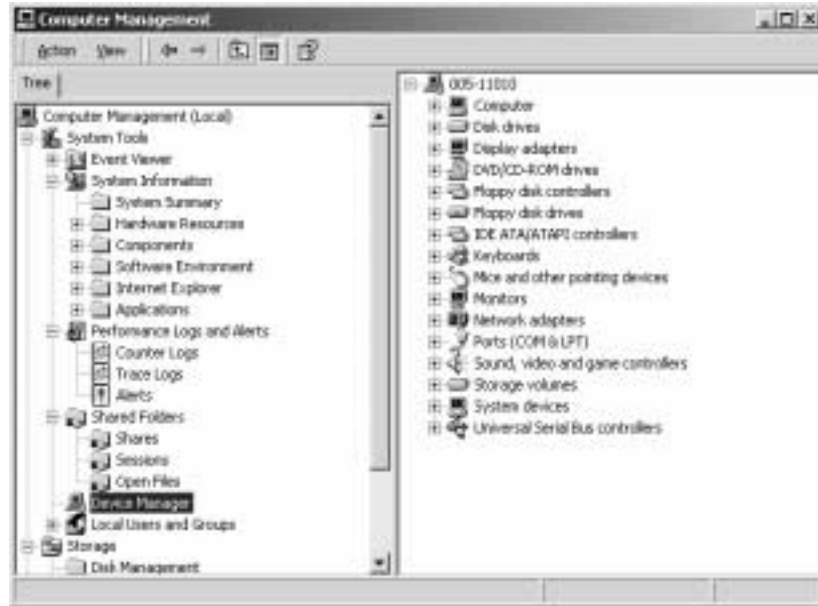 Computer Management
Action View
Tree
Computer Management (Local)
System Tools
Event Viewer
System Information
System Summary
Hardware Resources
Components
Software Environment
Internet Explorer
Applications
Performance Logs and Alerts
Counter Logs
Trace Logs
Alerts
Shared Folders
Shares
Sessions
Open Files
Device Manager
Local Users and Groups
Storage
Disk Management
005-11010
Computer
Disk drives
Display adapters
DVD/CD-ROM drives
Floppy disk controllers
Floppy disk drives
IDE ATA/ATAPI controllers
Keyboards
Mice and other pointing devices
Monitors
Network adapters
Ports (COM & LPT)
Sound, video and game controllers
Storage volumes
System devices
Universal Serial Bus controllers